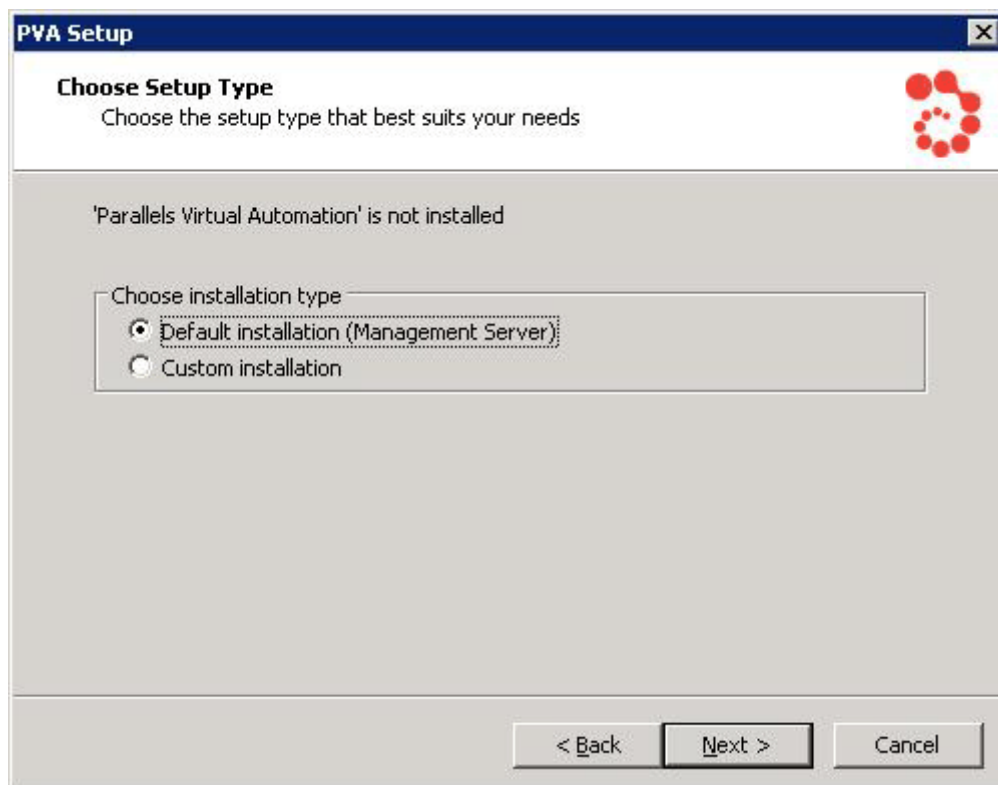 PVA Setup
Choose Setup Type
Choose the setup type that best suits your needs
'Parallels Virtual Automation' is not installed
Choose installation type
Default installation (Management Server)
Custom installation
< Back Next > Cancel